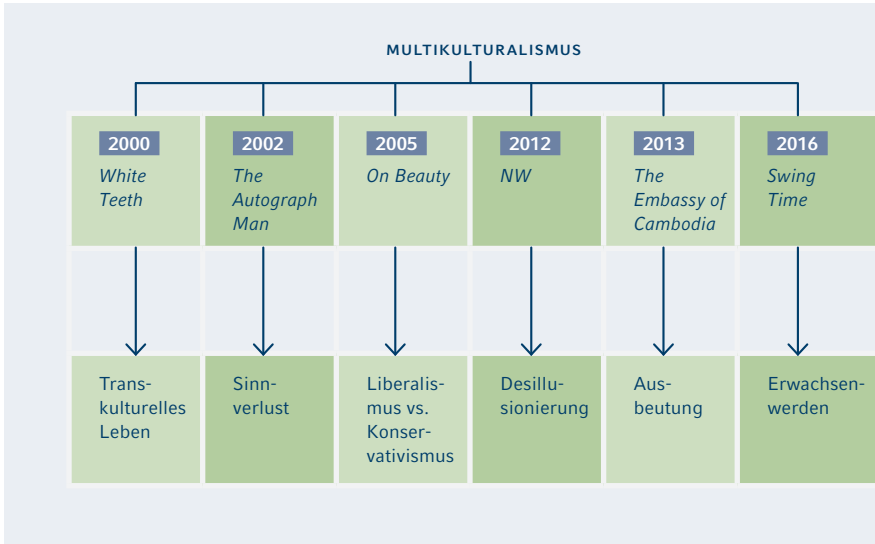 MULTIKULTURALISMUS
2000
White
Teeth
2002
The
Autograph
Man
2005
On Beauty
2012
NW
2013
The
Embassy of
Cambodia
2016
Swing
Time
Trans-
kulturelles
Leben
Sinn-
verlust
Liberalis-
mus vs.
Konser-
vativismus
Desillu-
sionierung
Aus-
beutung
Erwachsen-
werden